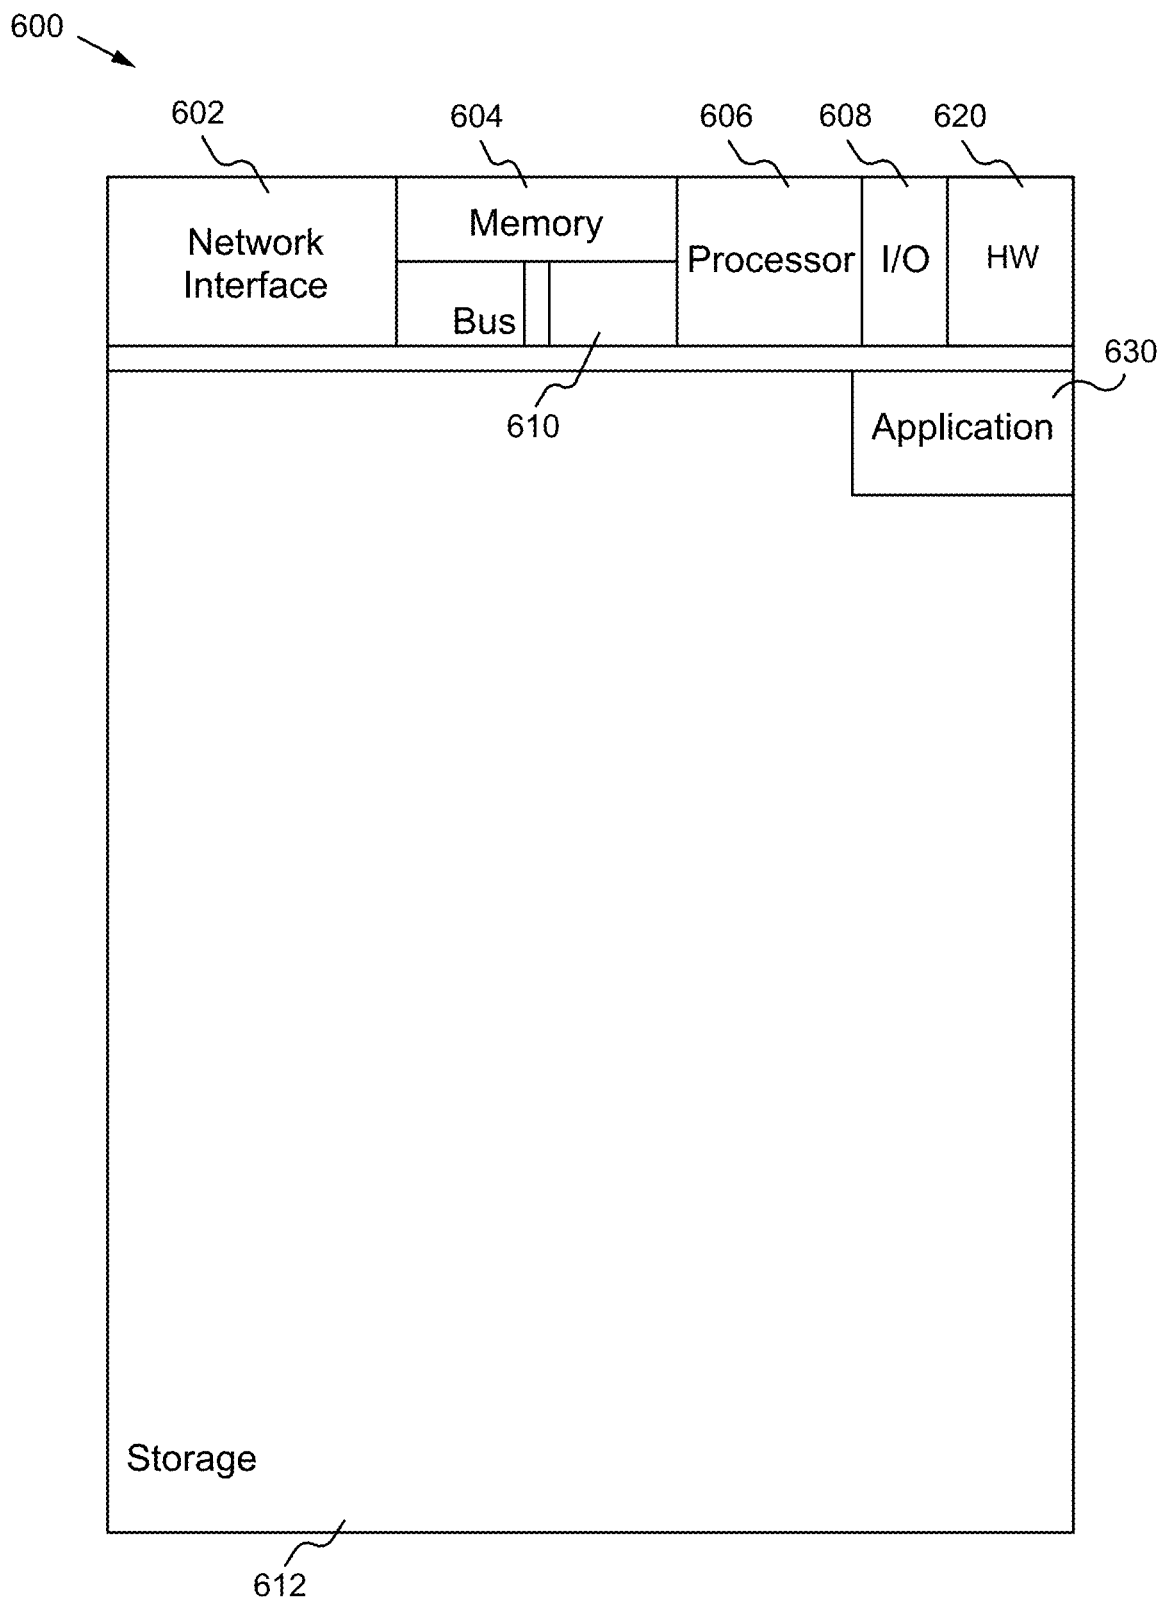 600
602
604
606
608
620
Network
Interface
Memory
Processor
I/O
HW
Bus
610
630
Application
Storage
612